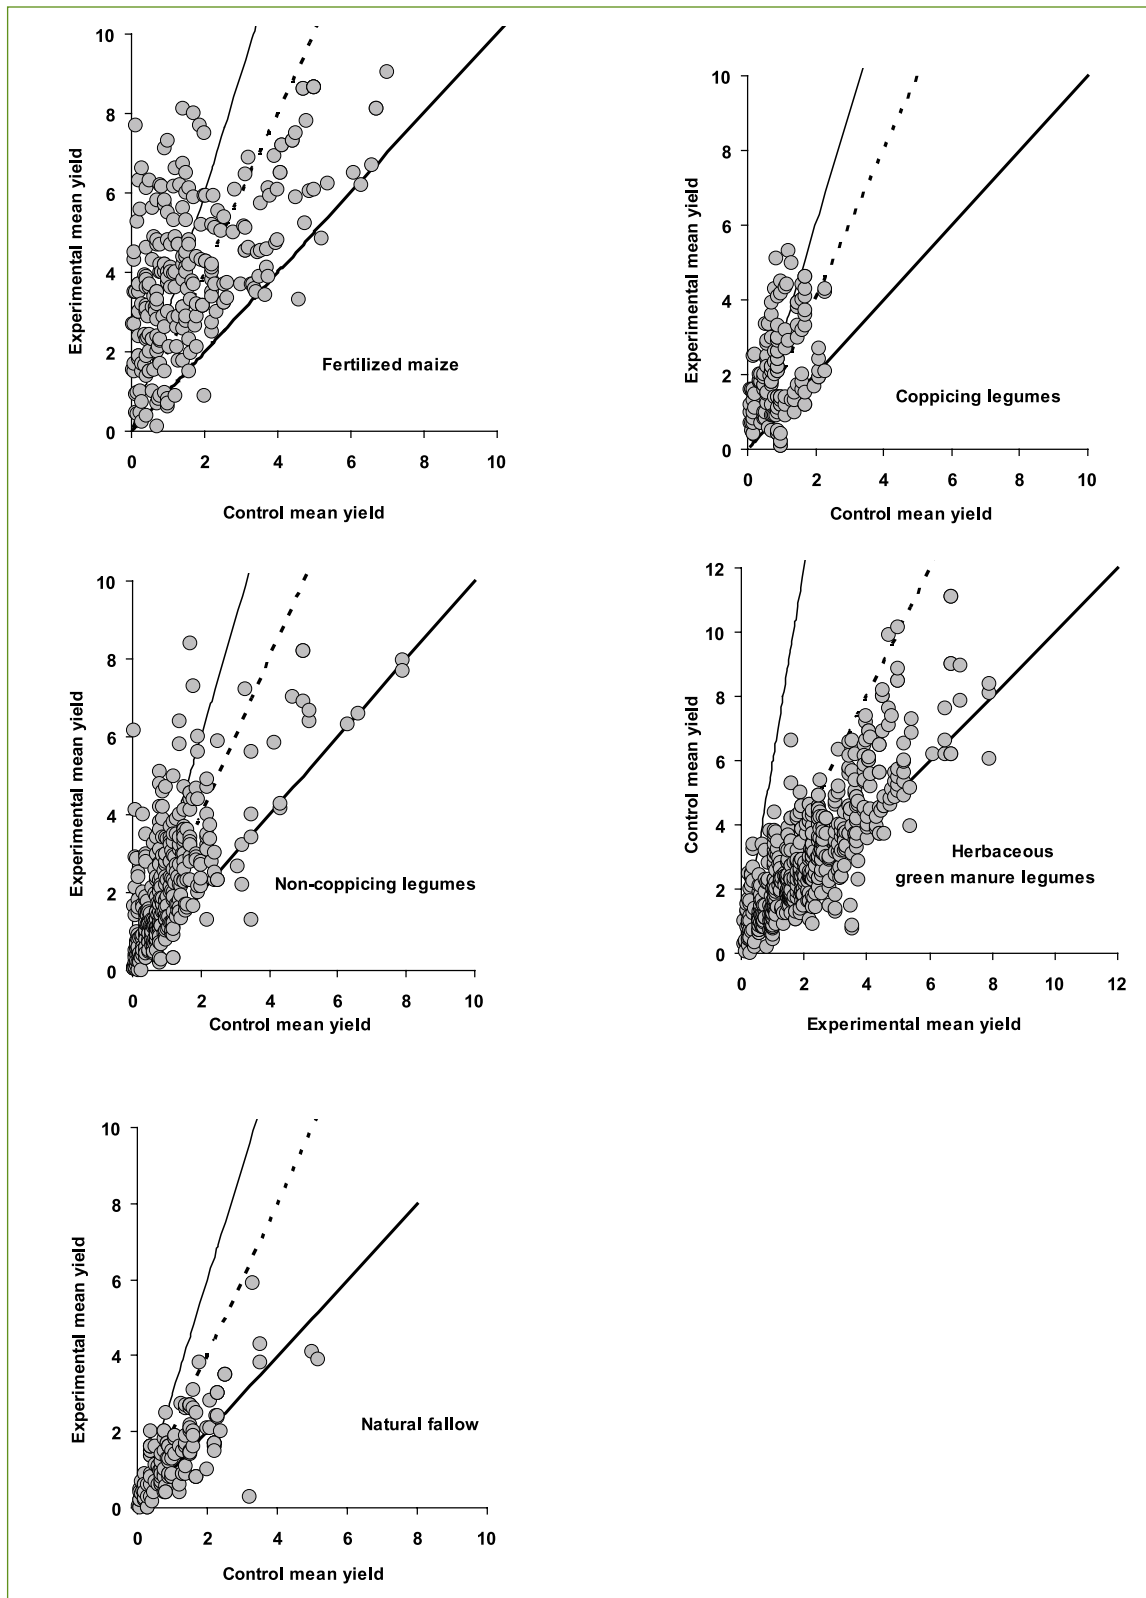 10
8
6
4
2
0
Experimental mean yield
Fertilized maize
0 2 4 6 8 10
Control mean yield
10
8
6
4
2
0
Experimental mean yield
Coppicing legumes
0 2 4 6 8 10
Control mean yield
10
8
6
4
2
0
Experimental mean yield
Non-coppicing legumes
0 2 4 6 8 10
Control mean yield
12
10
8
6
4
2
0
Control mean yield
Herbaceous
green manure legumes
0 2 4 6 8 10 12
Experimental mean yield
10
8
6
4
2
0
Experimental mean yield
Natural fallow
0 2 4 6 8 10
Control mean yield